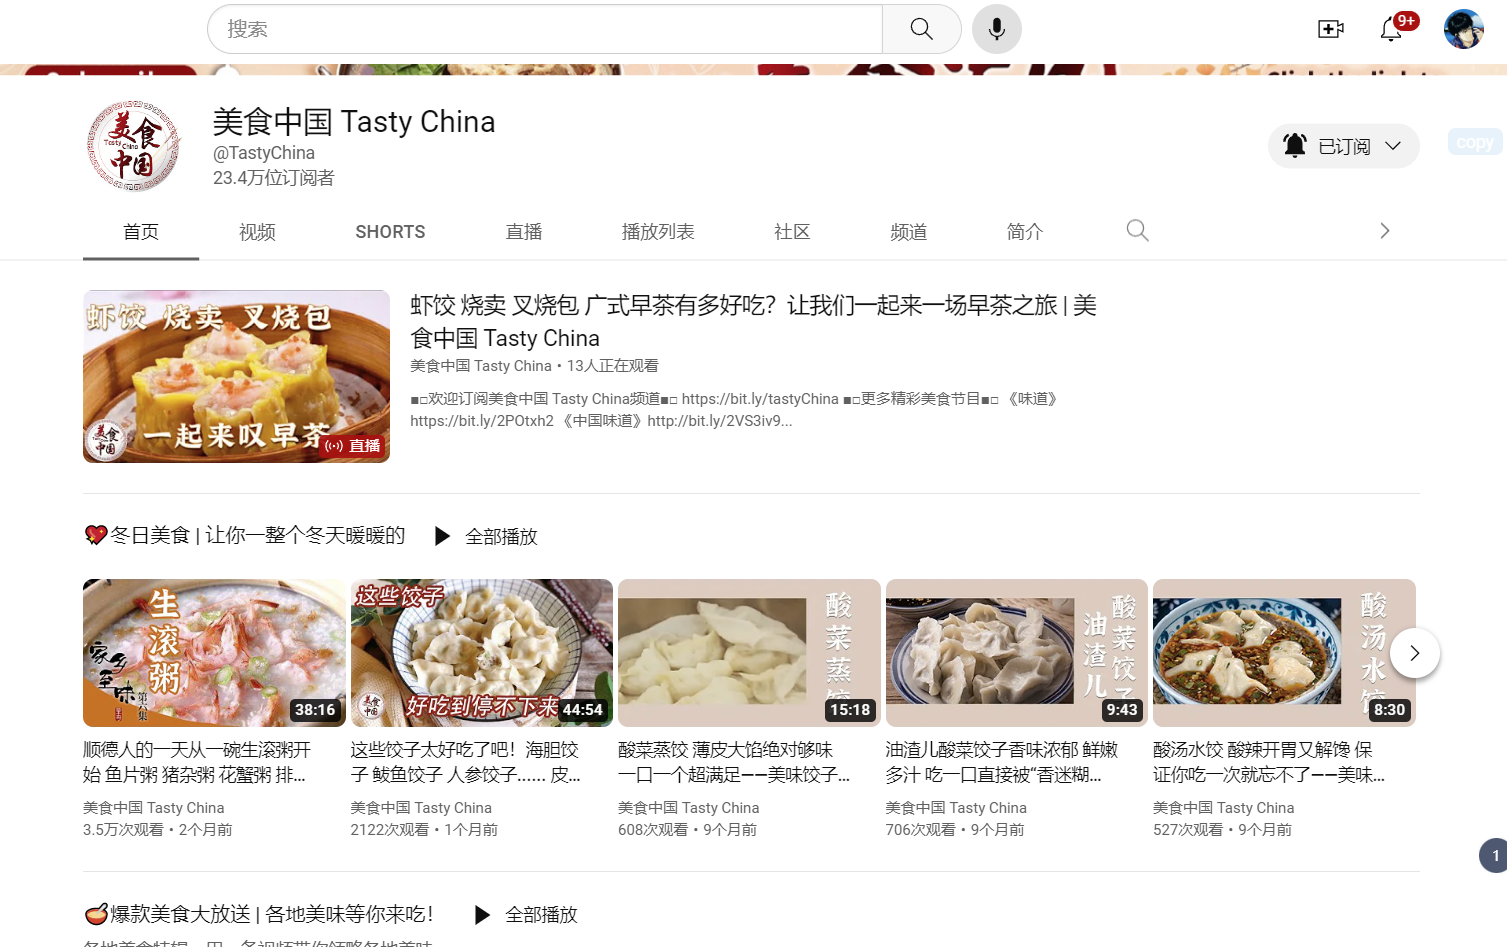 搜索
9+
美食中国 Tasty China
@TastyChina
23.4万位订阅者
已订阅
copy
首页
视频
SHORTS
直播
播放列表
社区
频道
简介
虾饺 烧卖 叉烧包
一起来叹早茶
美食中国
直播
虾饺 烧卖 叉烧包 广式早茶有多好吃？让我们一起来一场早茶之旅 | 美
食中国 Tasty China
美食中国 Tasty China • 13人正在观看
■□欢迎订阅美食中国 Tasty China频道■□ https://bit.ly/tastyChina ■□更多精彩美食节目■□ 《味道》
https://bit.ly/2POtxh2 《中国味道》http://bit.ly/2VS3iv9...
💖冬日美食 | 让你一整个冬天暖暖的
全部播放
生滚粥
家乡至味
第六集
38:16
这些饺子
好吃到停不下来
美食中国
44:54
酸菜蒸饺
15:18
油渣儿
酸菜饺子
9:43
酸汤水饺
8:30
顺德人的一天从一碗生滚粥开
始 鱼片粥 猪杂粥 花蟹粥 排...
美食中国 Tasty China
3.5万次观看 • 2个月前
这些饺子太好吃了吧！海胆饺
子 鲅鱼饺子 人参饺子...... 皮...
美食中国 Tasty China
2122次观看 • 1个月前
酸菜蒸饺 薄皮大馅绝对够味
一口一个超满足——美味饺子...
美食中国 Tasty China
608次观看 • 9个月前
油渣儿酸菜饺子香味浓郁 鲜嫩
多汁 吃一口直接被“香迷糊...
美食中国 Tasty China
706次观看 • 9个月前
酸汤水饺 酸辣开胃又解馋 保
证你吃一次就忘不了——美味...
美食中国 Tasty China
527次观看 • 9个月前
1
🍲爆款美食大放送 | 各地美味等你来吃！
全部播放